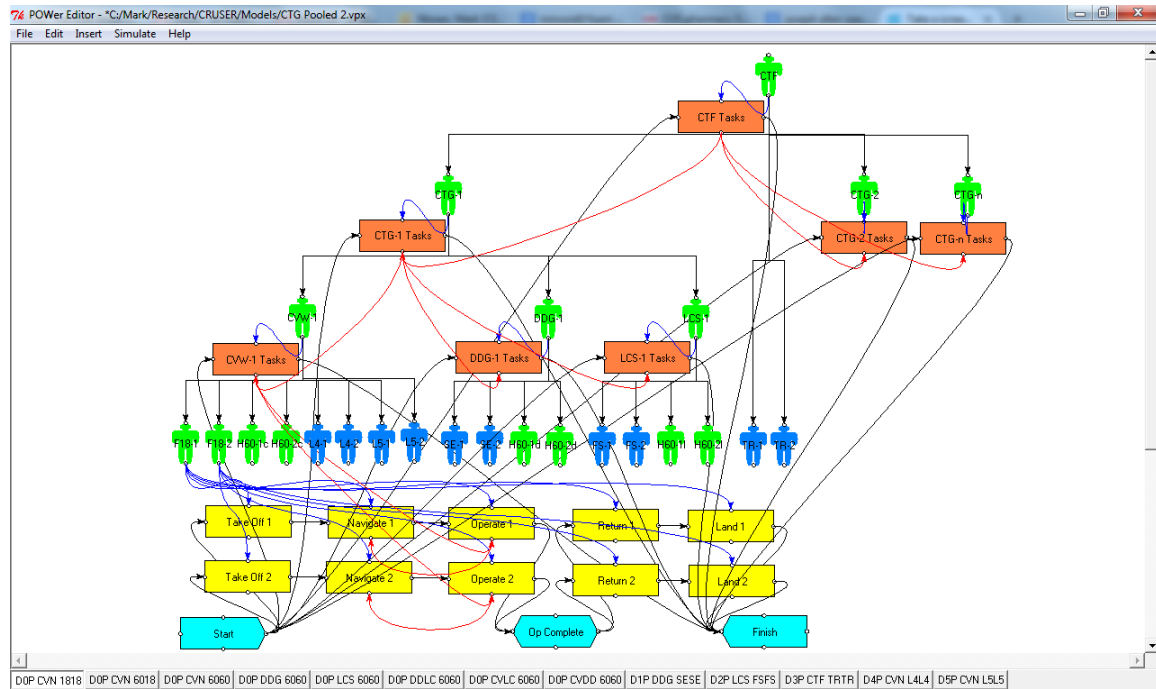 POWer Editor - *C:/Mark/Research/CRUSER/Models/CTG Pooled 2.vpx
File Edit Insert Simulate Help
CTF
CTF Tasks
CTG-1 CTG-2 CTG-n
CTG-1 Tasks CTG-2 Tasks CTG-n Tasks
CVW-1 DDG-1 LCS-1
CVW-1 Tasks DDG-1 Tasks LCS-1 Tasks
F18-1 F18-2 H60-1c H60-2c L4-1 L4-2 L5-1 L5-2 SE-1 SE-2 H60-1d H60-2d FS-1 FS-2 H60-1l H60-2l TR-1 TR-2
Take Off 1 Navigate 1 Operate 1 Return 1 Land 1
Take Off 2 Navigate 2 Operate 2 Return 2 Land 2
Start Op Complete Finish
D0P CVN 1818 D0P CVN 6018 D0P CVN 6060 D0P DDG 6060 D0P LCS 6060 D0P DDLC 6060 D0P CVLC 6060 D0P CVDD 6060 D1P DDG SESE D2P LCS FSFS D3P CTF TRTR D4P CVN L4L4 D5P CVN L5L5